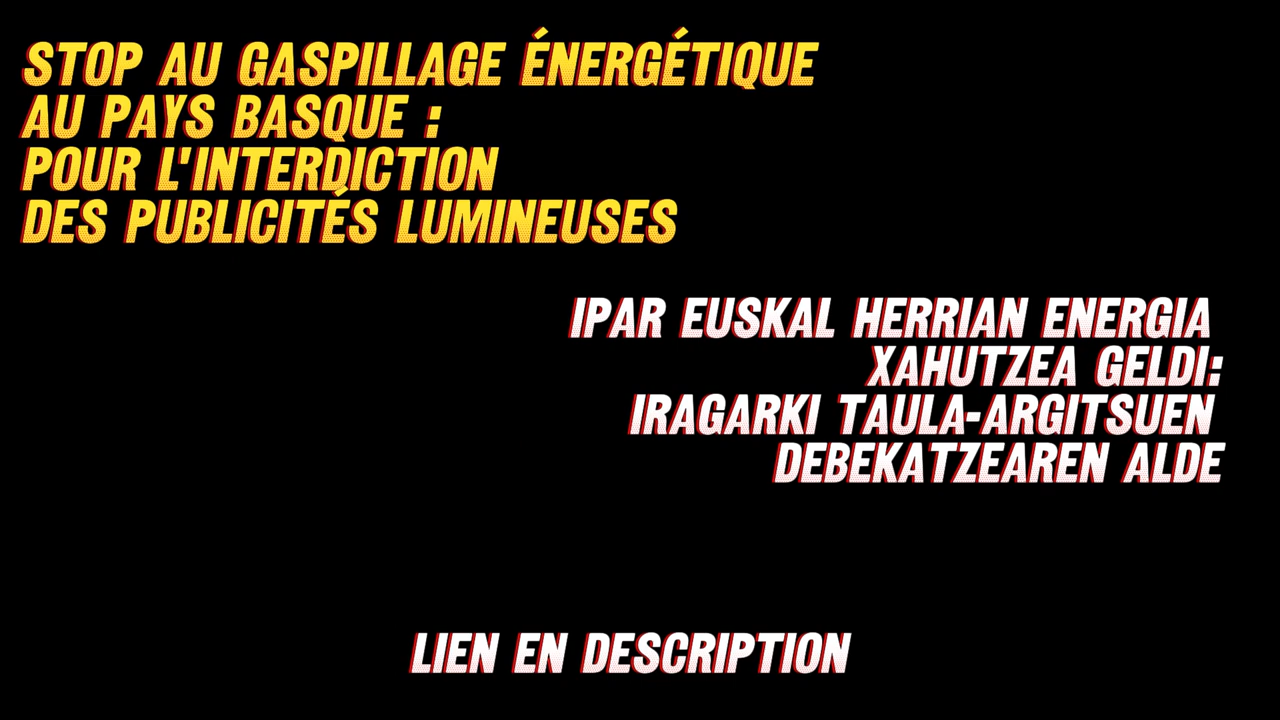 STOP AU GASPILLAGE ÉNERGÉTIQUE
AU PAYS BASQUE :
POUR L'INTERDICTION
DES PUBLICITÉS LUMINEUSES
IPAR EUSKAL HERRIAN ENERGIA
XAHUTZEA GELDI:
IRAGARKI TAULA-ARGITSUEN
DEBEKATZEAREN ALDE
LIEN EN DESCRIPTION